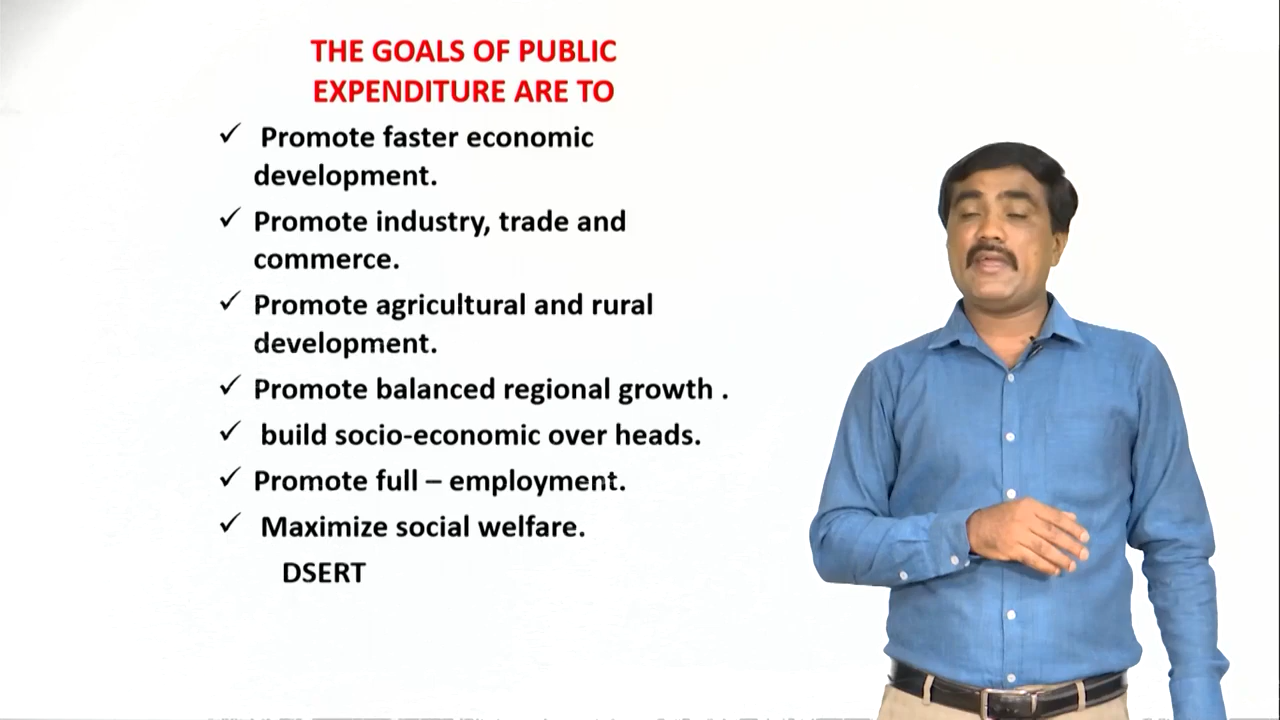 THE GOALS OF PUBLIC
EXPENDITURE ARE TO
✓ Promote faster economic
development.
✓ Promote industry, trade and
commerce.
✓ Promote agricultural and rural
development.
✓ Promote balanced regional growth .
✓ build socio-economic over heads.
✓ Promote full – employment.
✓ Maximize social welfare.
DSERT